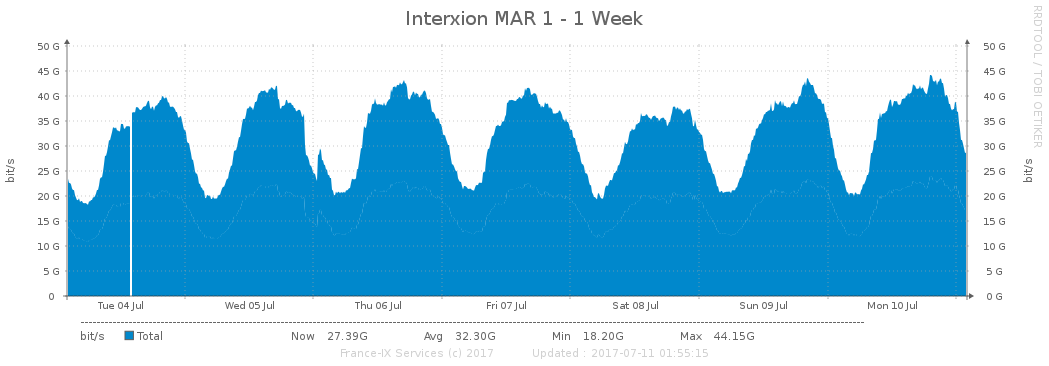 Interxion MAR 1 - 1 Week
RRDTOOL / TOBI OETIKER
50 G 50 G
45 G 45 G
40 G 40 G
35 G 35 G
30 G 30 G
25 G 25 G
20 G 20 G
15 G 15 G
10 G 10 G
5 G 5 G
0 0 G
bit/s
bit/s
Tue 04 Jul Wed 05 Jul Thu 06 Jul Fri 07 Jul Sat 08 Jul Sun 09 Jul Mon 10 Jul
bit/s Total Now 27.39G Avg 32.30G Min 18.20G Max 44.15G
France-IX Services (c) 2017 Updated : 2017-07-11 01:55:15